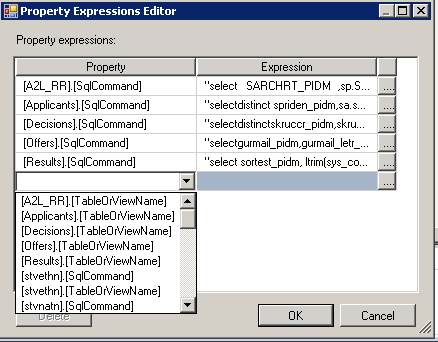 Property Expressions Editor
Property expressions:
Property Expression
[A2L_RR].[SqlCommand] "select SARCHRT_PIDM ,sp.S... ...
[Applicants].[SqlCommand] "selectdistinct spriden_pidm,sa.s... ...
[Decisions].[SqlCommand] "selectdistinctskruccr_pidm,skru... ...
[Offers].[SqlCommand] "selectgurmail_pidm,gurmail_letr_... ...
[Results].[SqlCommand] "select sortest_pidm, ltrim(sys_co... ...
...
[A2L_RR].[TableOrViewName]
[Applicants].[TableOrViewName]
[Decisions].[TableOrViewName]
[Offers].[TableOrViewName]
[Results].[TableOrViewName]
[stvethn].[SqlCommand]
[stvethn].[TableOrViewName]
[stvnatn].[SqlCommand]
Delete OK Cancel